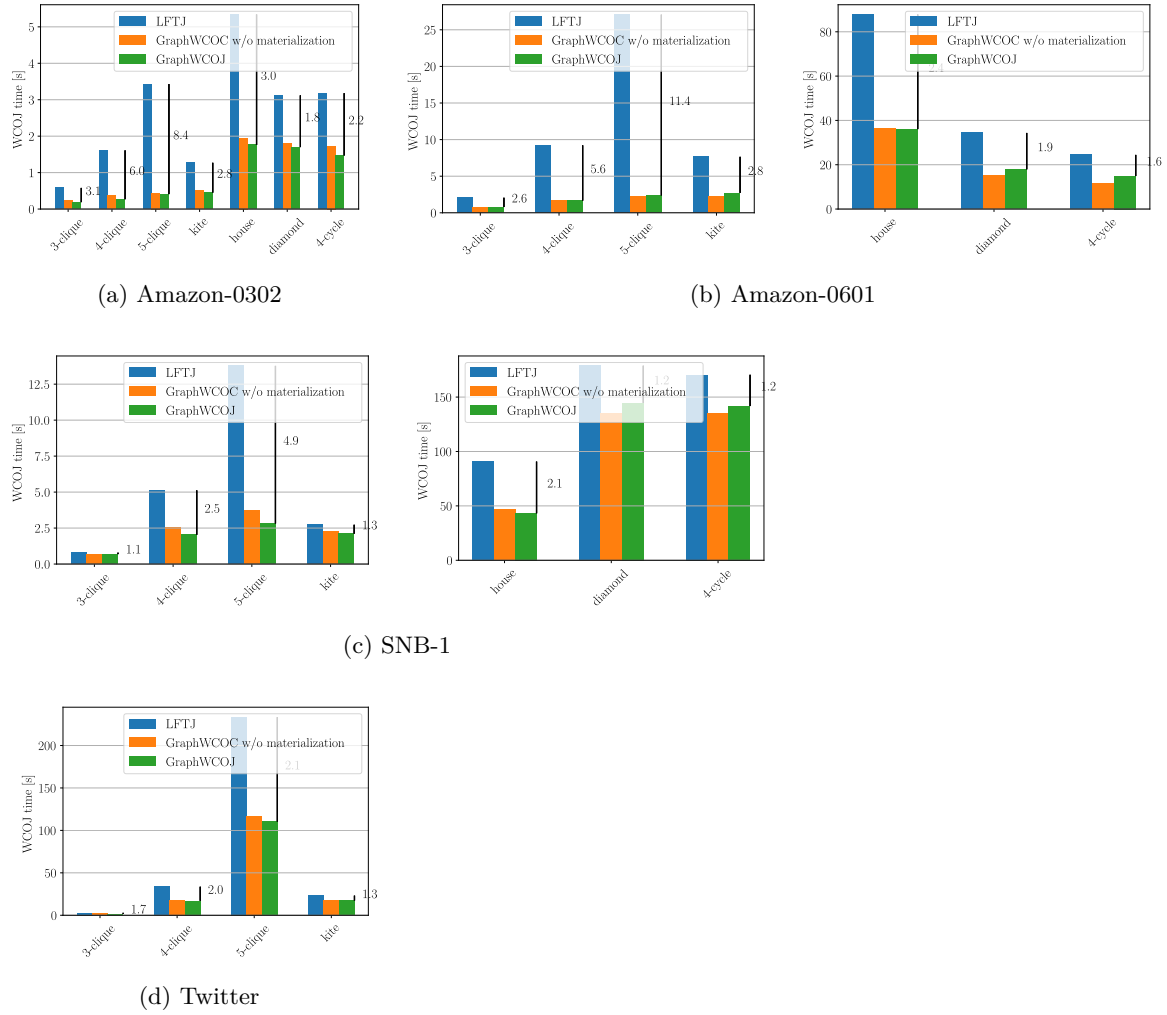 LFTJ
GraphWCOC w/o materialization
GraphWCOJ
WCOJ time [s]
5
4
3
2
1
0
3.1
6.0
8.4
2.8
3.0
1.8
2.2
3-clique
4-clique
5-clique
kite
house
diamond
4-cycle
(a) Amazon-0302
LFTJ
GraphWCOC w/o materialization
GraphWCOJ
WCOJ time [s]
25
20
15
10
5
0
2.6
5.6
11.4
2.8
3-clique
4-clique
5-clique
kite
LFTJ
GraphWCOC w/o materialization
GraphWCOJ
WCOJ time [s]
80
60
40
20
0
1.9
1.6
house
diamond
4-cycle
(b) Amazon-0601
LFTJ
GraphWCOC w/o materialization
GraphWCOJ
WCOJ time [s]
12.5
10.0
7.5
5.0
2.5
0.0
1.1
2.5
4.9
1.3
3-clique
4-clique
5-clique
kite
LFTJ
GraphWCOC w/o materialization
GraphWCOJ
WCOJ time [s]
150
100
50
0
2.1
1.2
1.2
house
diamond
4-cycle
(c) SNB-1
LFTJ
GraphWCOC w/o materialization
GraphWCOJ
WCOJ time [s]
200
150
100
50
0
1.7
2.0
2.1
1.3
3-clique
4-clique
5-clique
kite
(d) Twitter